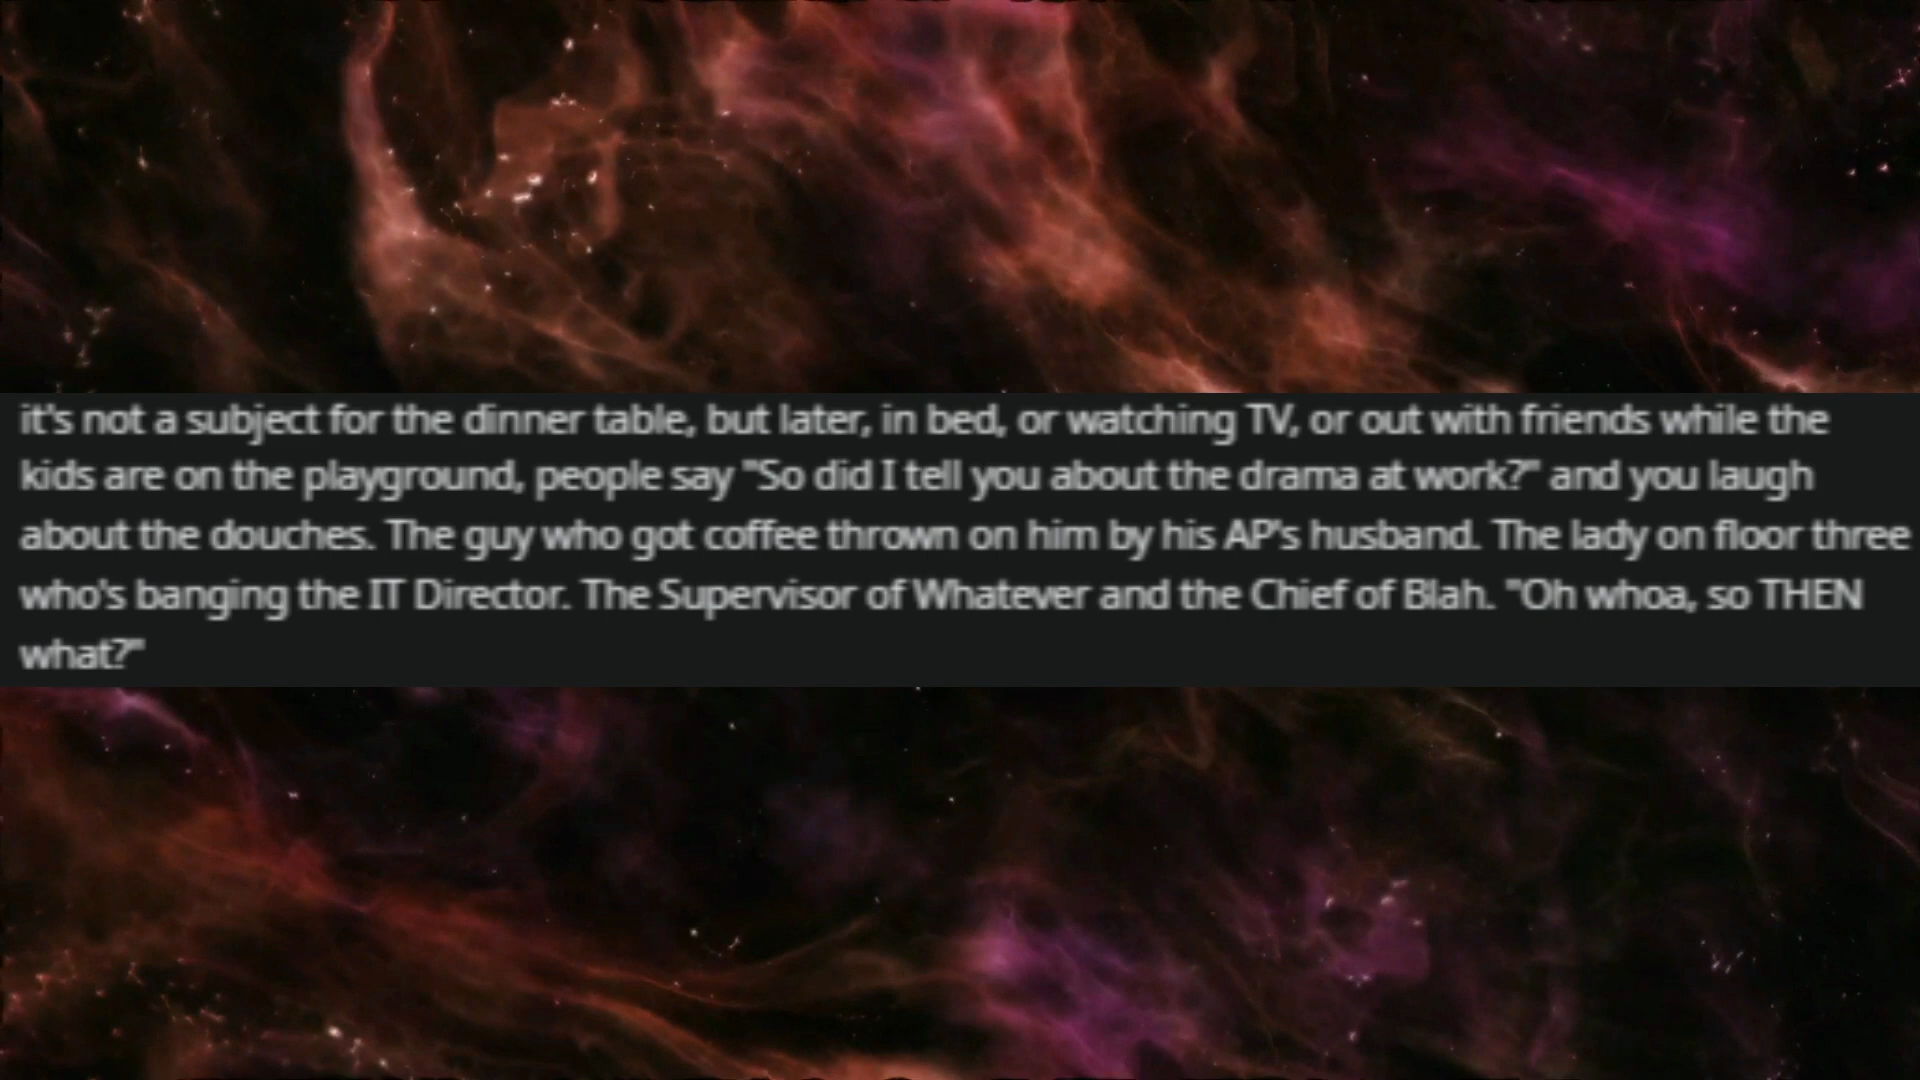 it's not a subject for the dinner table, but later, in bed, or watching TV, or out with friends while the
kids are on the playground, people say "So did I tell you about the drama at work?" and you laugh
about the douches. The guy who got coffee thrown on him by his AP's husband. The lady on floor three
who's banging the IT Director. The Supervisor of Whatever and the Chief of Blah. "Oh whoa, so THEN
what?"